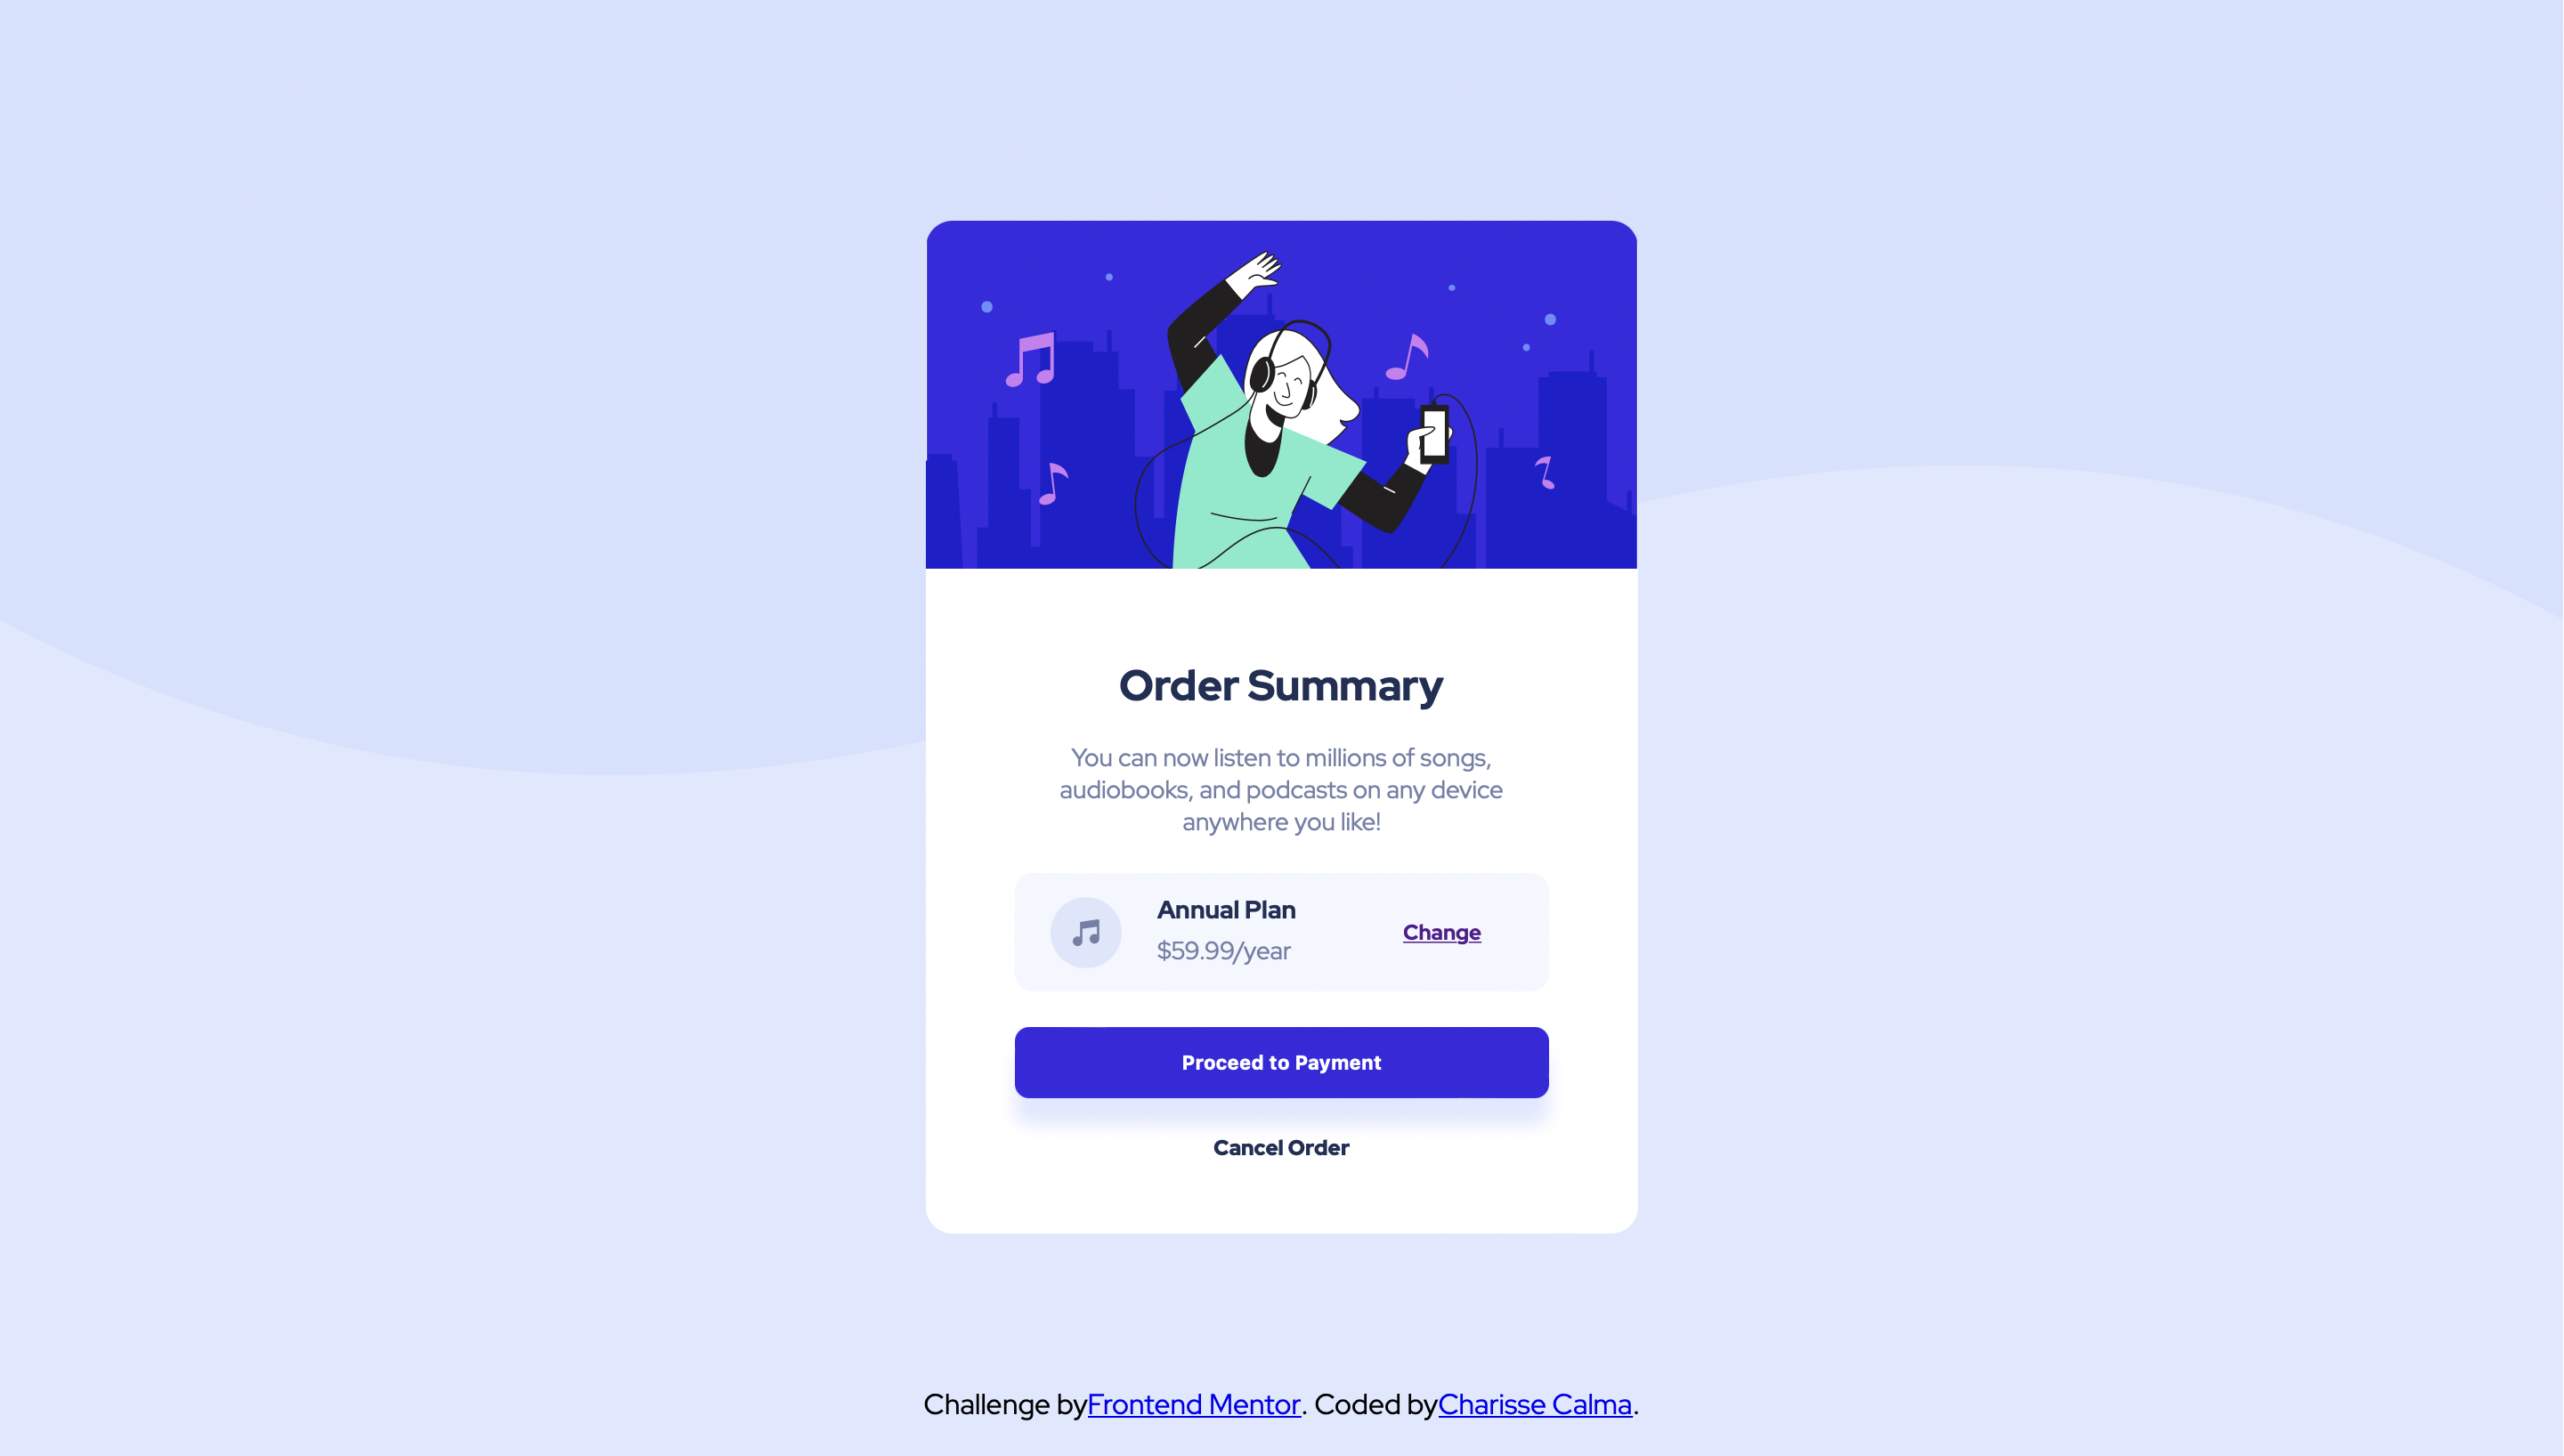 Order Summary
You can now listen to millions of songs,
audiobooks, and podcasts on any device
anywhere you like!
Annual Plan
$59.99/year
Change
Proceed to Payment
Cancel Order
Challenge byFrontend Mentor. Coded byCharisse Calma.